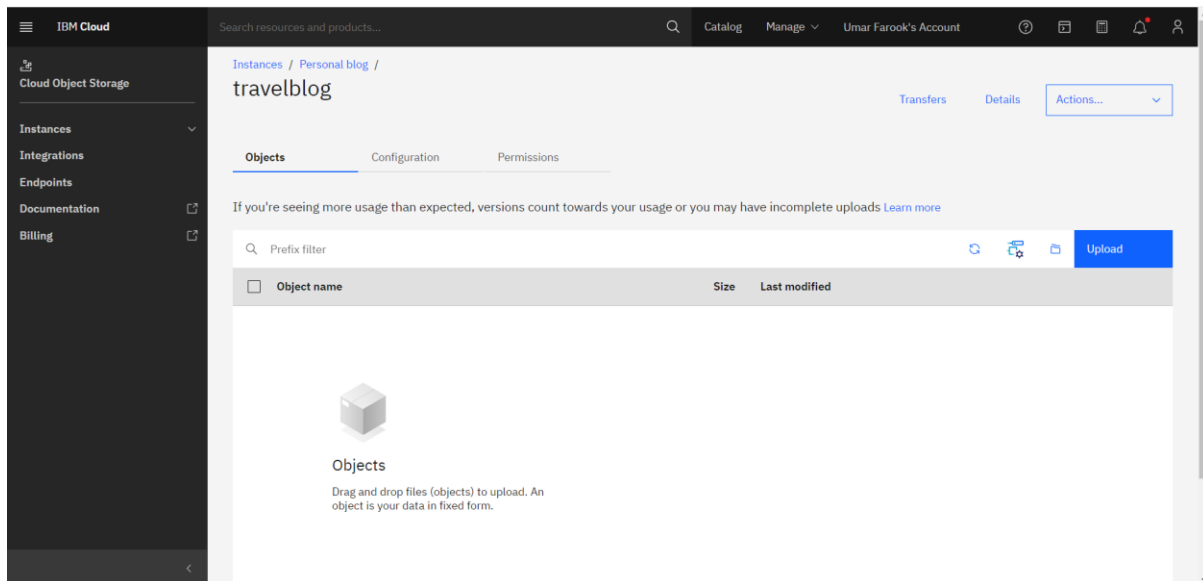 IBM Cloud
Search resources and products...
Catalog
Manage
Umar Farook's Account
Cloud Object Storage
Instances
Integrations
Endpoints
Documentation
Billing
Instances / Personal blog /
travelblog
Transfers
Details
Actions...
Objects
Configuration
Permissions
If you're seeing more usage than expected, versions count towards your usage or you may have incomplete uploads Learn more
Prefix filter
Upload
Object name
Size
Last modified
Objects
Drag and drop files (objects) to upload. An
object is your data in fixed form.